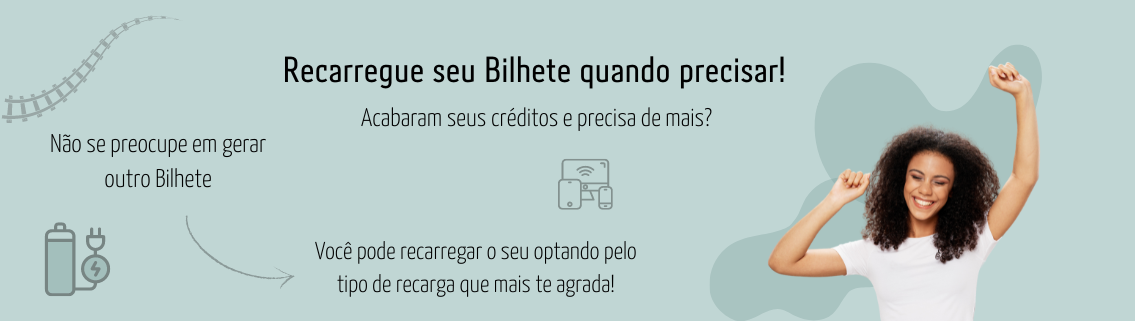 Recarregue seu Bilhete quando precisar!
Acabaram seus créditos e precisa de mais?
Não se preocupe em gerar
outro Bilhete
Você pode recarregar o seu optando pelo
tipo de recarga que mais te agrada!